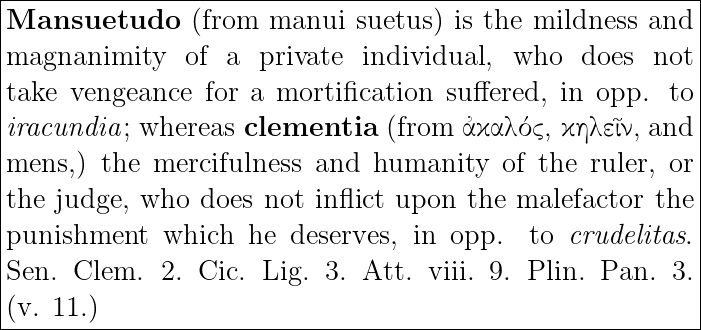 Mansuetudo (from manui suetus) is the mildness and
magnanimity of a private individual, who does not
take vengeance for a mortification suffered, in opp. to
iracundia; whereas clementia (from ἀκαλός, κηλεῖν, and
mens,) the mercifulness and humanity of the ruler, or
the judge, who does not inflict upon the malefactor the
punishment which he deserves, in opp. to crudelitas.
Sen. Clem. 2. Cic. Lig. 3. Att. viii. 9. Plin. Pan. 3.
(v. 11.)